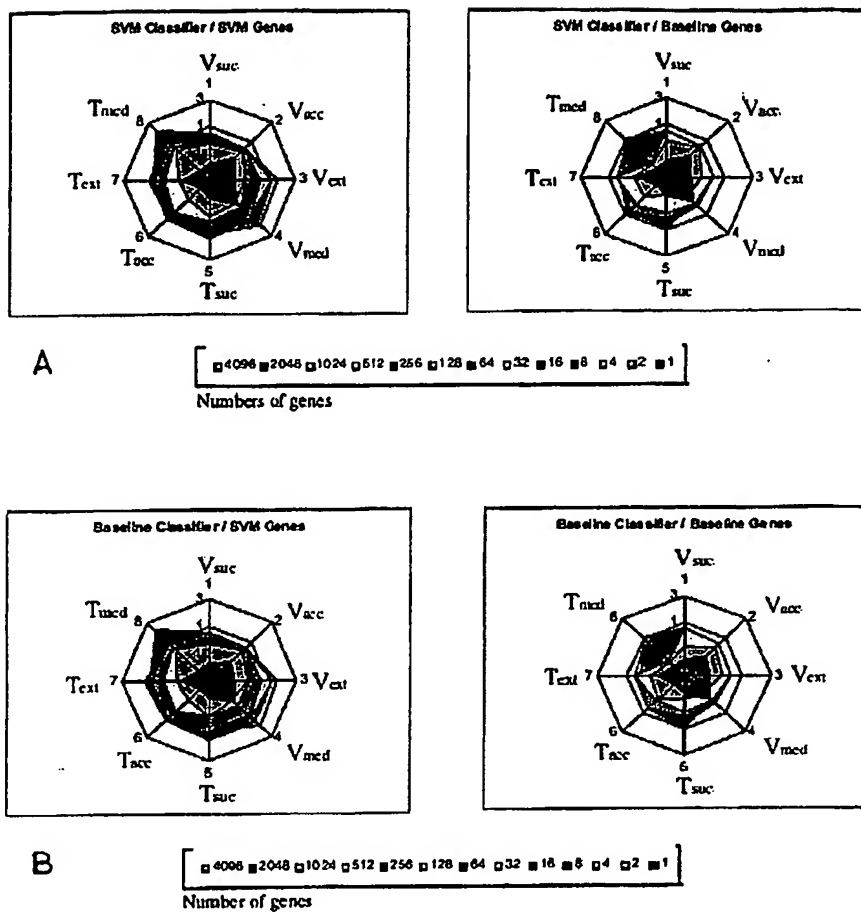 SVM Classifier / SVM Genes
Vsuc
1
Tmed
8
3
1
2
Vacc
Text
7
3
Vext
6
4
Tacc
Vmed
5
Tsuc
SVM Classifier / Baseline Genes
Vsuc
1
Tmed
8
3
1
2
Vacc
Text
7
3
Vext
6
4
Tacc
Vmed
5
Tsuc
A
4096 2048 1024 512 256 128 64 32 16 8 4 2 1
Numbers of genes
Baseline Classifier / SVM Genes
Vsuc
1
Tmed
8
3
1
2
Vacc
Text
7
3
Vext
6
4
Tacc
Vmed
5
Tsuc
Baseline Classifier / Baseline Genes
Vsuc
1
Tmed
3
1
2
Vacc
Text
7
3
Vext
6
4
Tacc
Vmed
Tsuc
B
4096 2048 1024 512 256 128 64 32 16 8 4 2 1
Number of genes